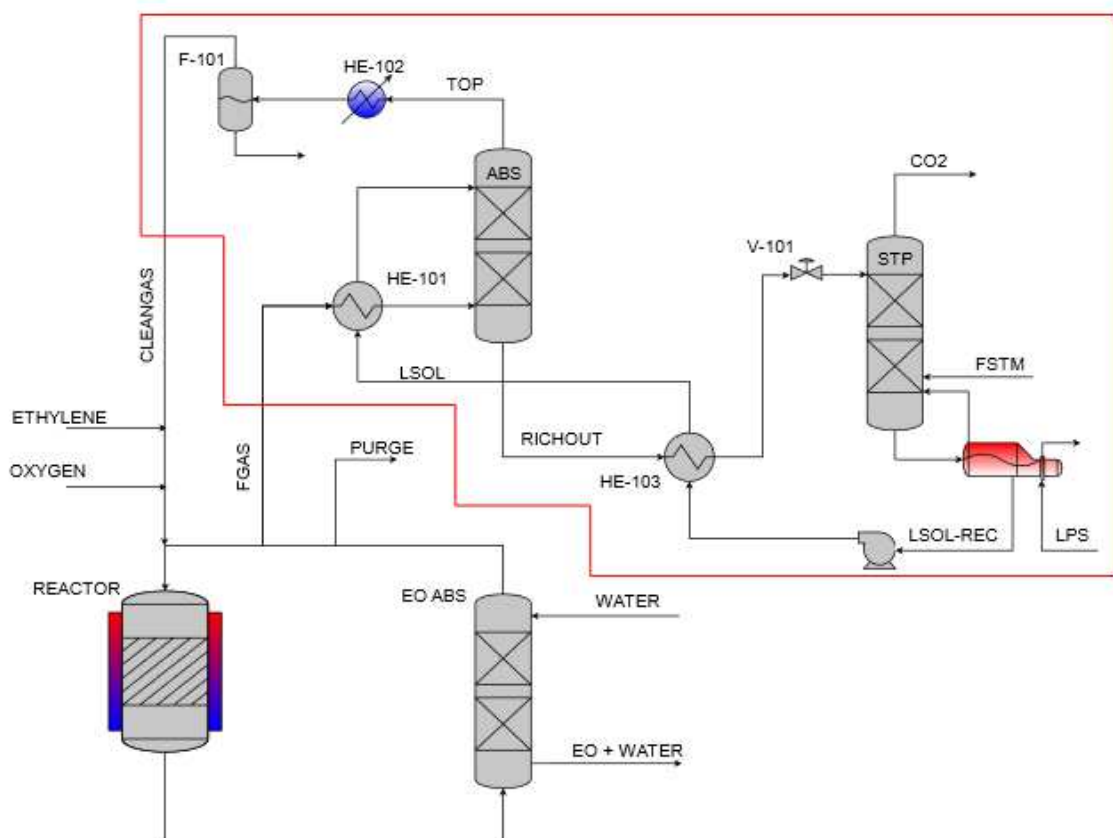 F-101
HE-102
TOP
ABS
CO2
V-101
STP
HE-101
CLEANGAS
FSTM
LSOL
ETHYLENE
RICHOUT
PURGE
OXYGEN
FGAS
HE-103
LSOL-REC
LPS
REACTOR
EO ABS
WATER
EO + WATER